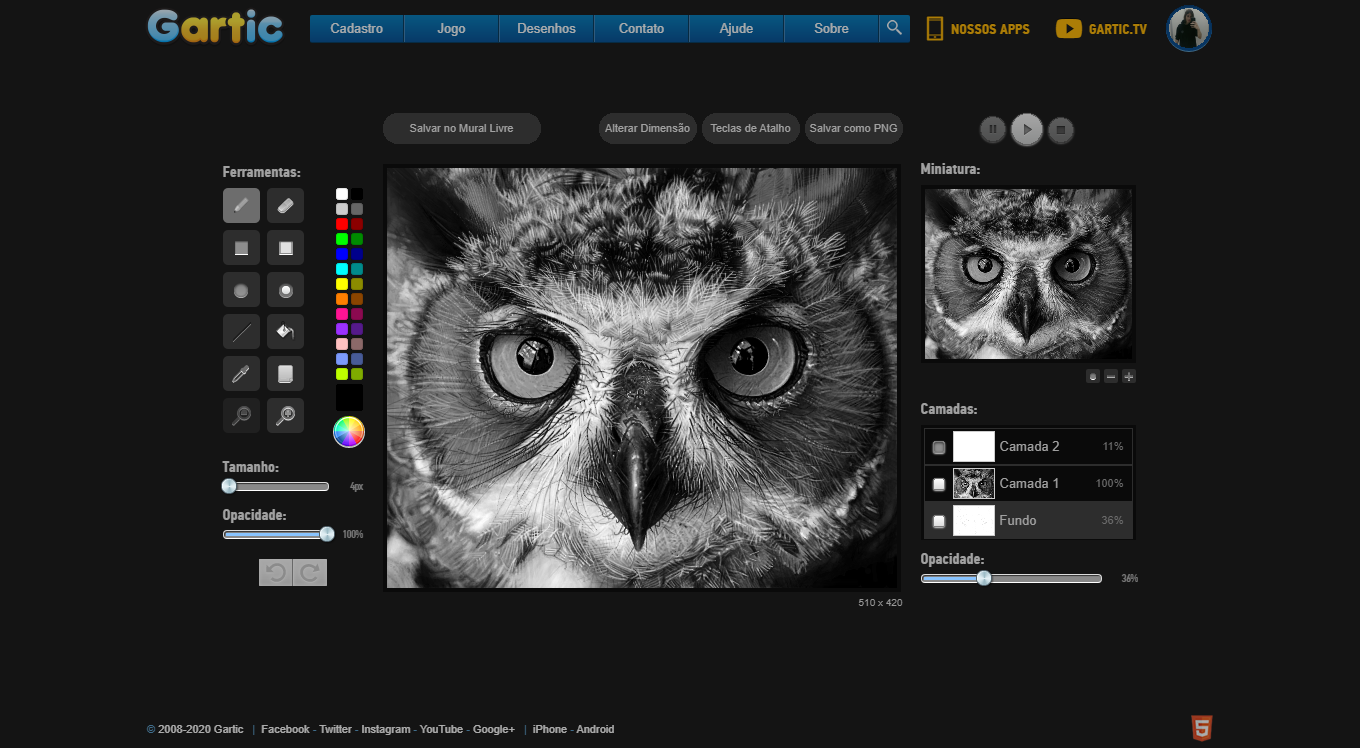 Gartic
Cadastro Jogo Desenhos Contato Ajude Sobre
NOSSOS APPS GARTIC.TV
Salvar no Mural Livre Alterar Dimensão Teclas de Atalho Salvar como PNG
Ferramentas:
Miniatura:
Camadas:
Camada 2 11%
Camada 1 100%
Fundo 36%
Tamanho:
4px
Opacidade:
100%
Opacidade:
36%
510 x 420
© 2008-2020 Gartic | Facebook - Twitter - Instagram - YouTube - Google+ | iPhone - Android
5